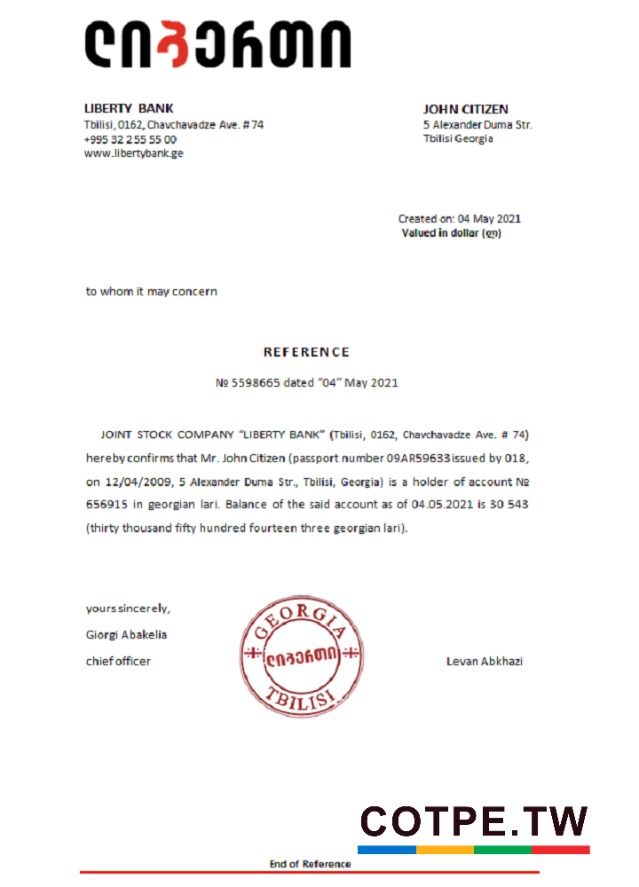 ლიბერთი
LIBERTY BANK
Tbilisi, 0162, Chavchavadze Ave. # 74
+995 32 2 55 55 00
www.libertybank.ge
JOHN CITIZEN
5 Alexander Duma Str.
Tbilisi Georgia
Created on: 04 May 2021
Valued in dollar (ლ)
to whom it may concern
REFERENCE
№ 5598665 dated “04” May 2021
JOINT STOCK COMPANY “LIBERTY BANK” (Tbilisi, 0162, Chavchavadze Ave. # 74)
hereby confirms that Mr. John Citizen (passport number 09AR59633 issued by 018,
on 12/04/2009, 5 Alexander Duma Str., Tbilisi, Georgia) is a holder of account №
656915 in georgian lari. Balance of the said account as of 04.05.2021 is 30 543
(thirty thousand fifty hundred fourteen three georgian lari).
yours sincerely,
Giorgi Abakelia
chief officer
GEORGIA
ლიბერთი
TBILISI
Levan Abkhazi
COTPE.TW
End of Reference